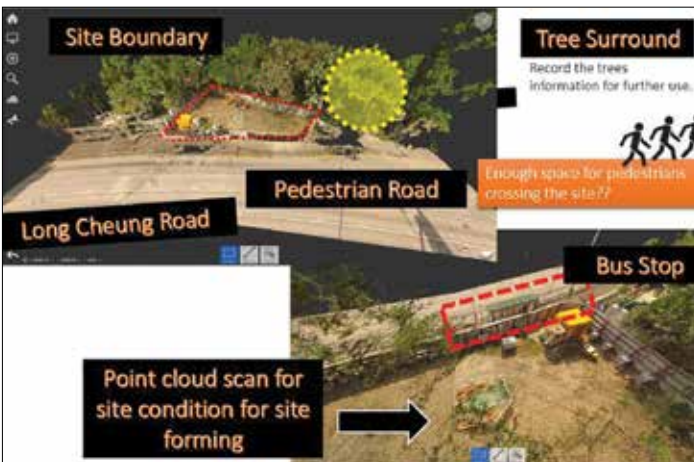 Site Boundary
Tree Surround
Record the trees
information for further use.
Pedestrian Road
Enough space for pedestrians
crossing the site??
Long Cheung Road
Bus Stop
Point cloud scan for
site condition for site
forming